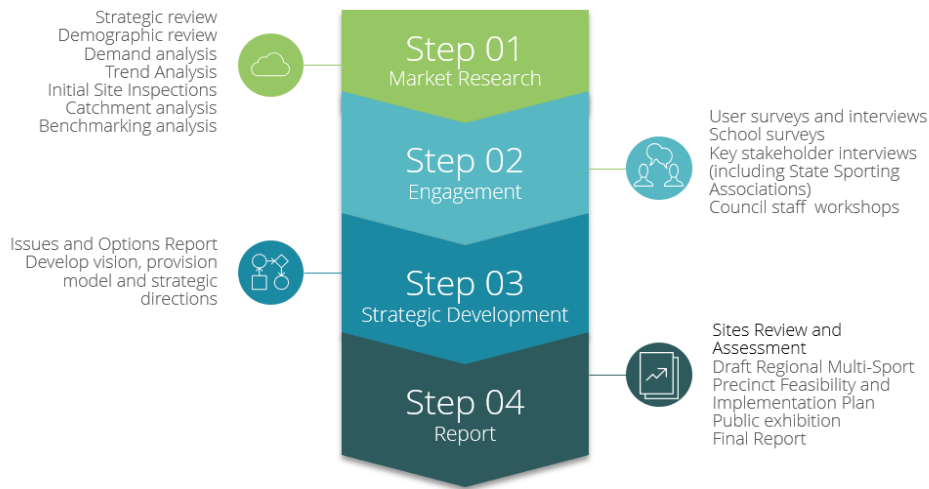 Strategic review
Demographic review
Demand analysis
Trend Analysis
Initial Site Inspections
Catchment analysis
Benchmarking analysis
Step 01
Market Research
Step 02
Engagement
User surveys and interviews
School surveys
Key stakeholder interviews
(including State Sporting
Associations)
Council staff workshops
Issues and Options Report
Develop vision, provision
model and strategic
directions
Step 03
Strategic Development
Step 04
Report
Sites Review and
Assessment
Draft Regional Multi-Sport
Precinct Feasibility and
Implementation Plan
Public exhibition
Final Report